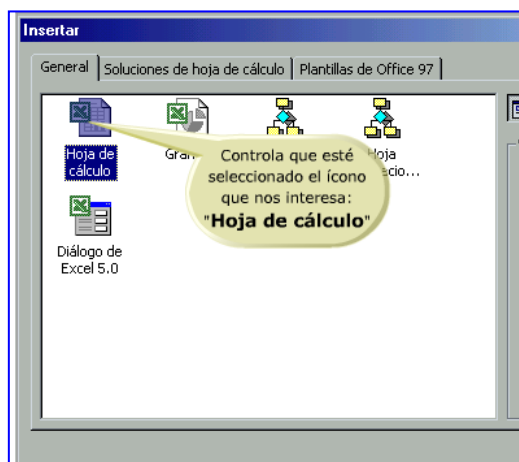 Insertar
General
Soluciones de hoja de cálculo
Plantillas de Office 97
Hoja de
cálculo
Hoja
Diálogo de
Excel 5.0
Controla que esté
seleccionado el ícono
que nos interesa:
"Hoja de cálculo"